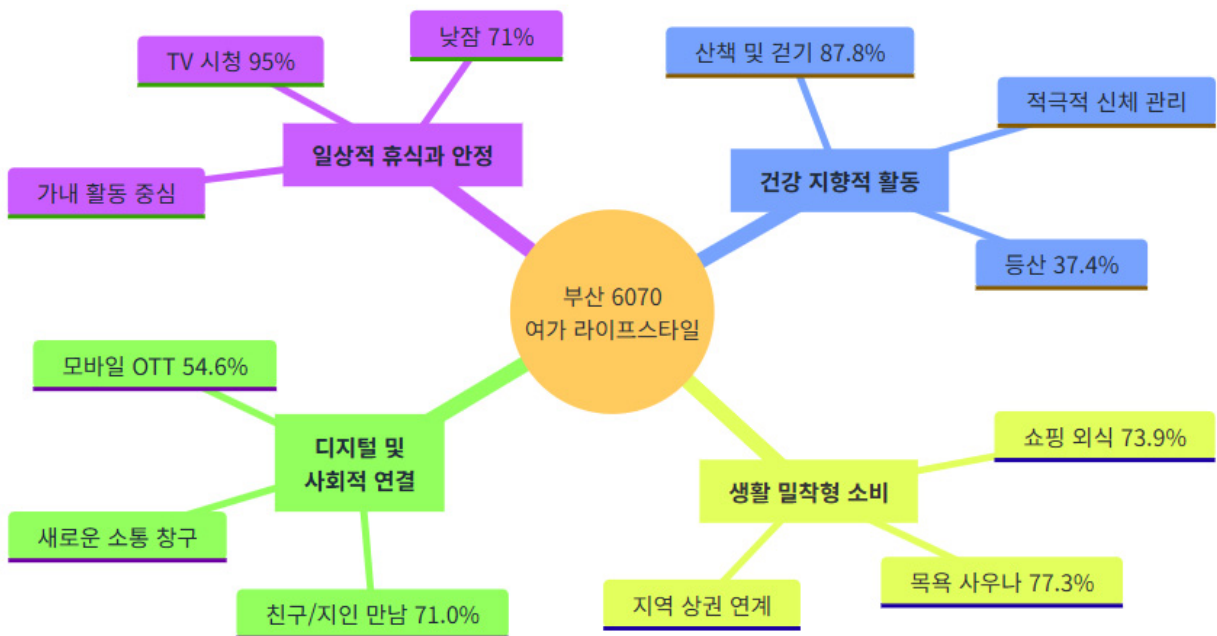 부산 6070
여가 라이프스타일
일상적 휴식과 안정
TV 시청 95%
낮잠 71%
가내 활동 중심
건강 지향적 활동
산책 및 걷기 87.8%
적극적 신체 관리
등산 37.4%
디지털 및
사회적 연결
모바일 OTT 54.6%
새로운 소통 창구
친구/지인 만남 71.0%
생활 밀착형 소비
쇼핑 외식 73.9%
목욕 사우나 77.3%
지역 상권 연계